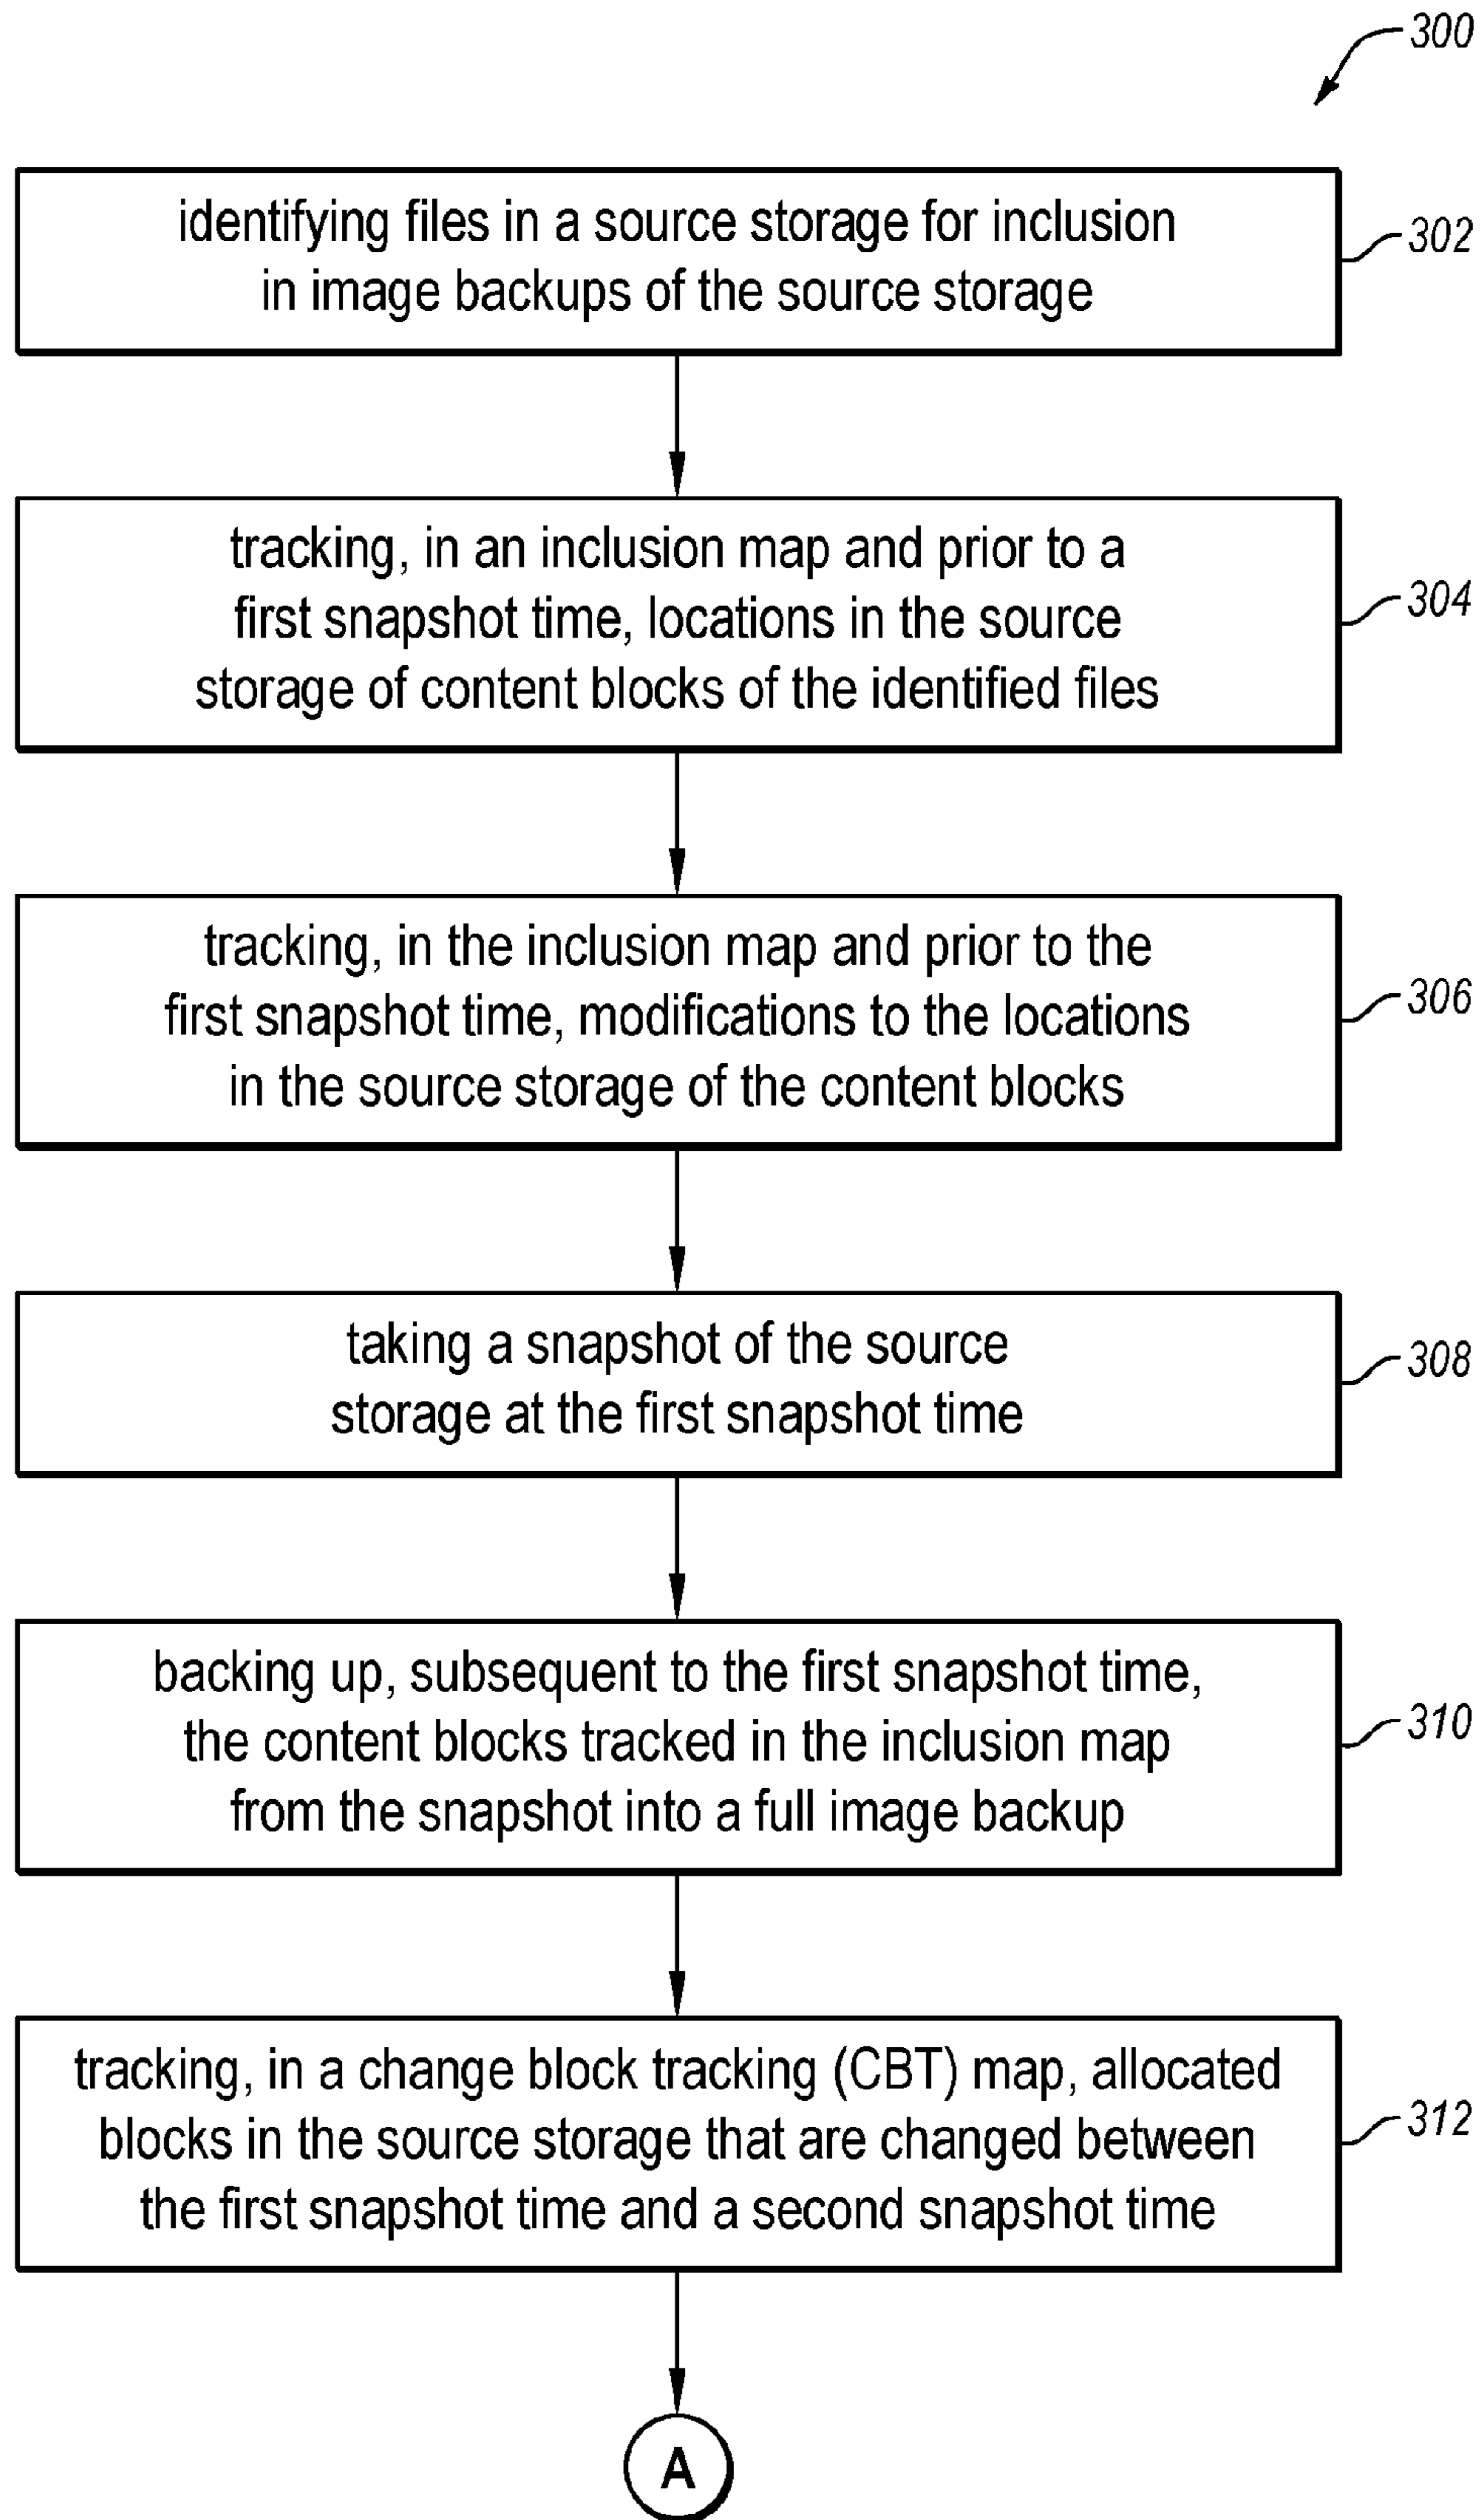 300
identifying files in a source storage for inclusion
in image backups of the source storage
302
tracking, in an inclusion map and prior to a
first snapshot time, locations in the source
storage of content blocks of the identified files
304
tracking, in the inclusion map and prior to the
first snapshot time, modifications to the locations
in the source storage of the content blocks
306
taking a snapshot of the source
storage at the first snapshot time
308
backing up, subsequent to the first snapshot time,
the content blocks tracked in the inclusion map
from the snapshot into a full image backup
310
tracking, in a change block tracking (CBT) map, allocated
blocks in the source storage that are changed between
the first snapshot time and a second snapshot time
312
A